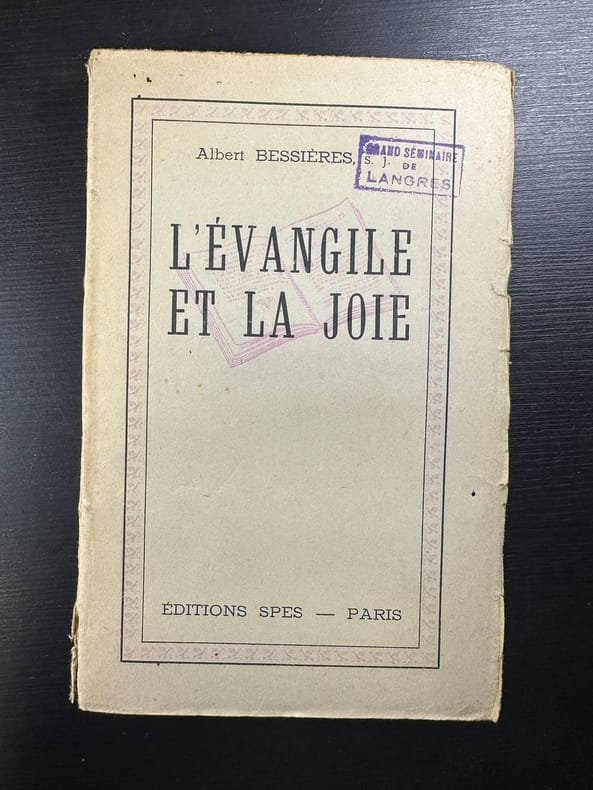 Albert BESSIÈRES, S. J.
GRAND SÉMINAIRE
DE
LANGRES
L'ÉVANGILE
ET LA JOIE
ÉDITIONS SPES — PARIS